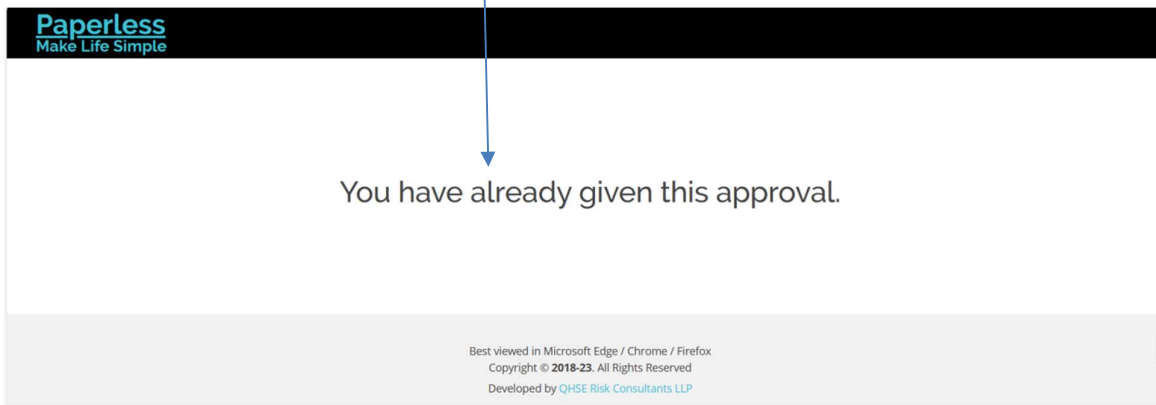 Paperless
Make Life Simple
You have already given this approval.
Best viewed in Microsoft Edge / Chrome / Firefox
Copyright © 2018-23. All Rights Reserved
Developed by QHSE Risk Consultants LLP